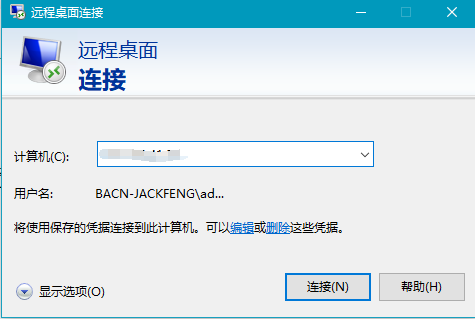 远程桌面连接
远程桌面
连接
计算机(C):
用户名: BACN-JACKFENG\ad...
将使用保存的凭据连接到此计算机。可以编辑或删除这些凭据。
显示选项(O) 连接(N) 帮助(H)